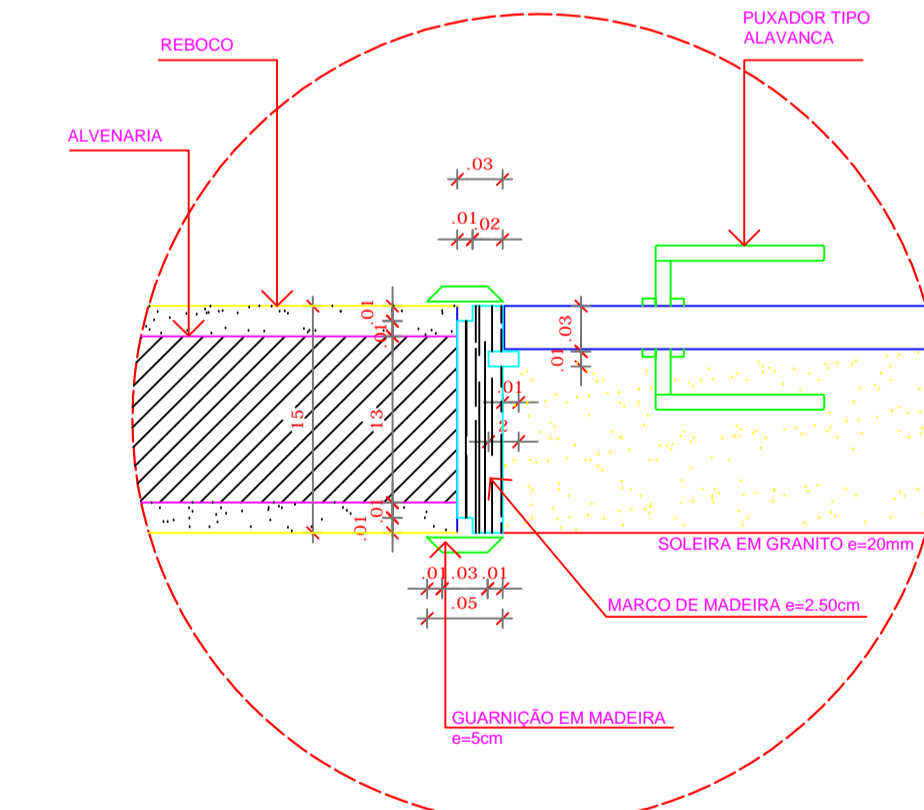 PUXADOR TIPO
ALAVANCA
REBOCO
ALVENARIA
.03
.01 .02
.01
.01
.03
.01
15
13
.01
2
.01
.01
SOLEIRA EM GRANITO e=20mm
.01 .03 .01
.05
MARCO DE MADEIRA e=2.50cm
GUARNIÇÃO EM MADEIRA
e=5cm